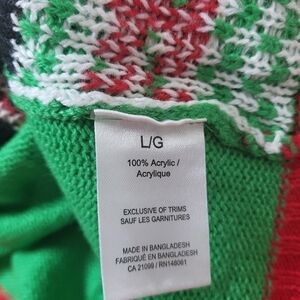 L/G
100% Acrylic /
Acrylique
EXCLUSIVE OF TRIMS
SAUF LES GARNITURES
MADE IN BANGLADESH
FABRIQUÉ EN BANGLADESH
CA 21099 / RN148061